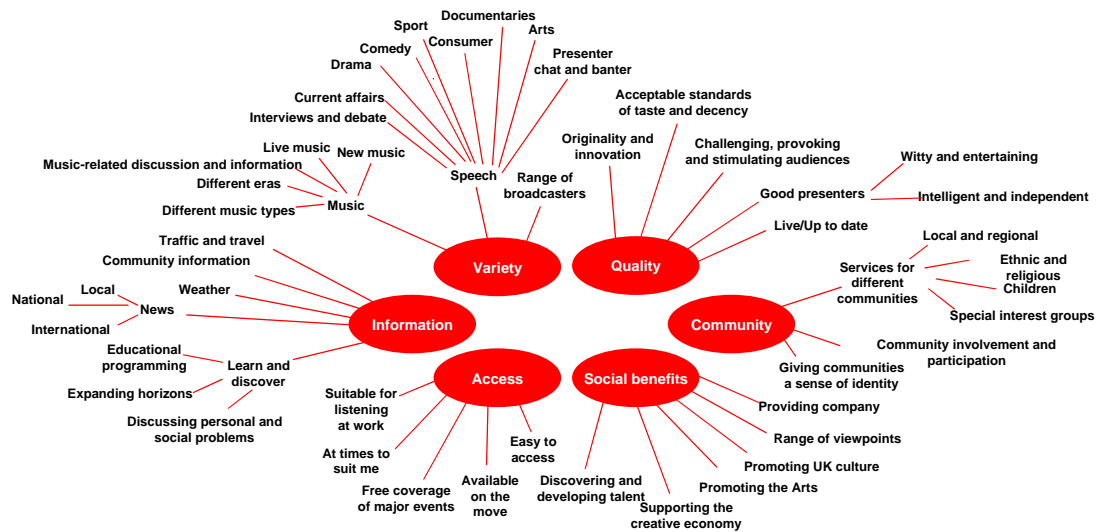 Documentaries
Sport
Arts
Consumer
Comedy
Presenter
chat and banter
Drama
Current affairs
Interviews and debate
Acceptable standards
of taste and decency
Originality and
innovation
Challenging, provoking
and stimulating audiences
Live music
New music
Music-related discussion and information
Different eras
Different music types
Music
Speech
Range of
broadcasters
Witty and entertaining
Good presenters
Intelligent and independent
Live/Up to date
Variety
Quality
Traffic and travel
Community information
Weather
Local
National
News
International
Information
Educational
programming
Learn and
discover
Expanding horizons
Discussing personal and
social problems
Local and regional
Services for
different
communities
Ethnic and
religious
Children
Special interest groups
Community
Community involvement and
participation
Giving communities
a sense of identity
Access
Suitable for
listening
at work
At times to
suit me
Free coverage
of major events
Available
on the
move
Easy to
access
Social benefits
Providing company
Range of viewpoints
Promoting UK culture
Promoting the Arts
Supporting the
creative economy
Discovering and
developing talent